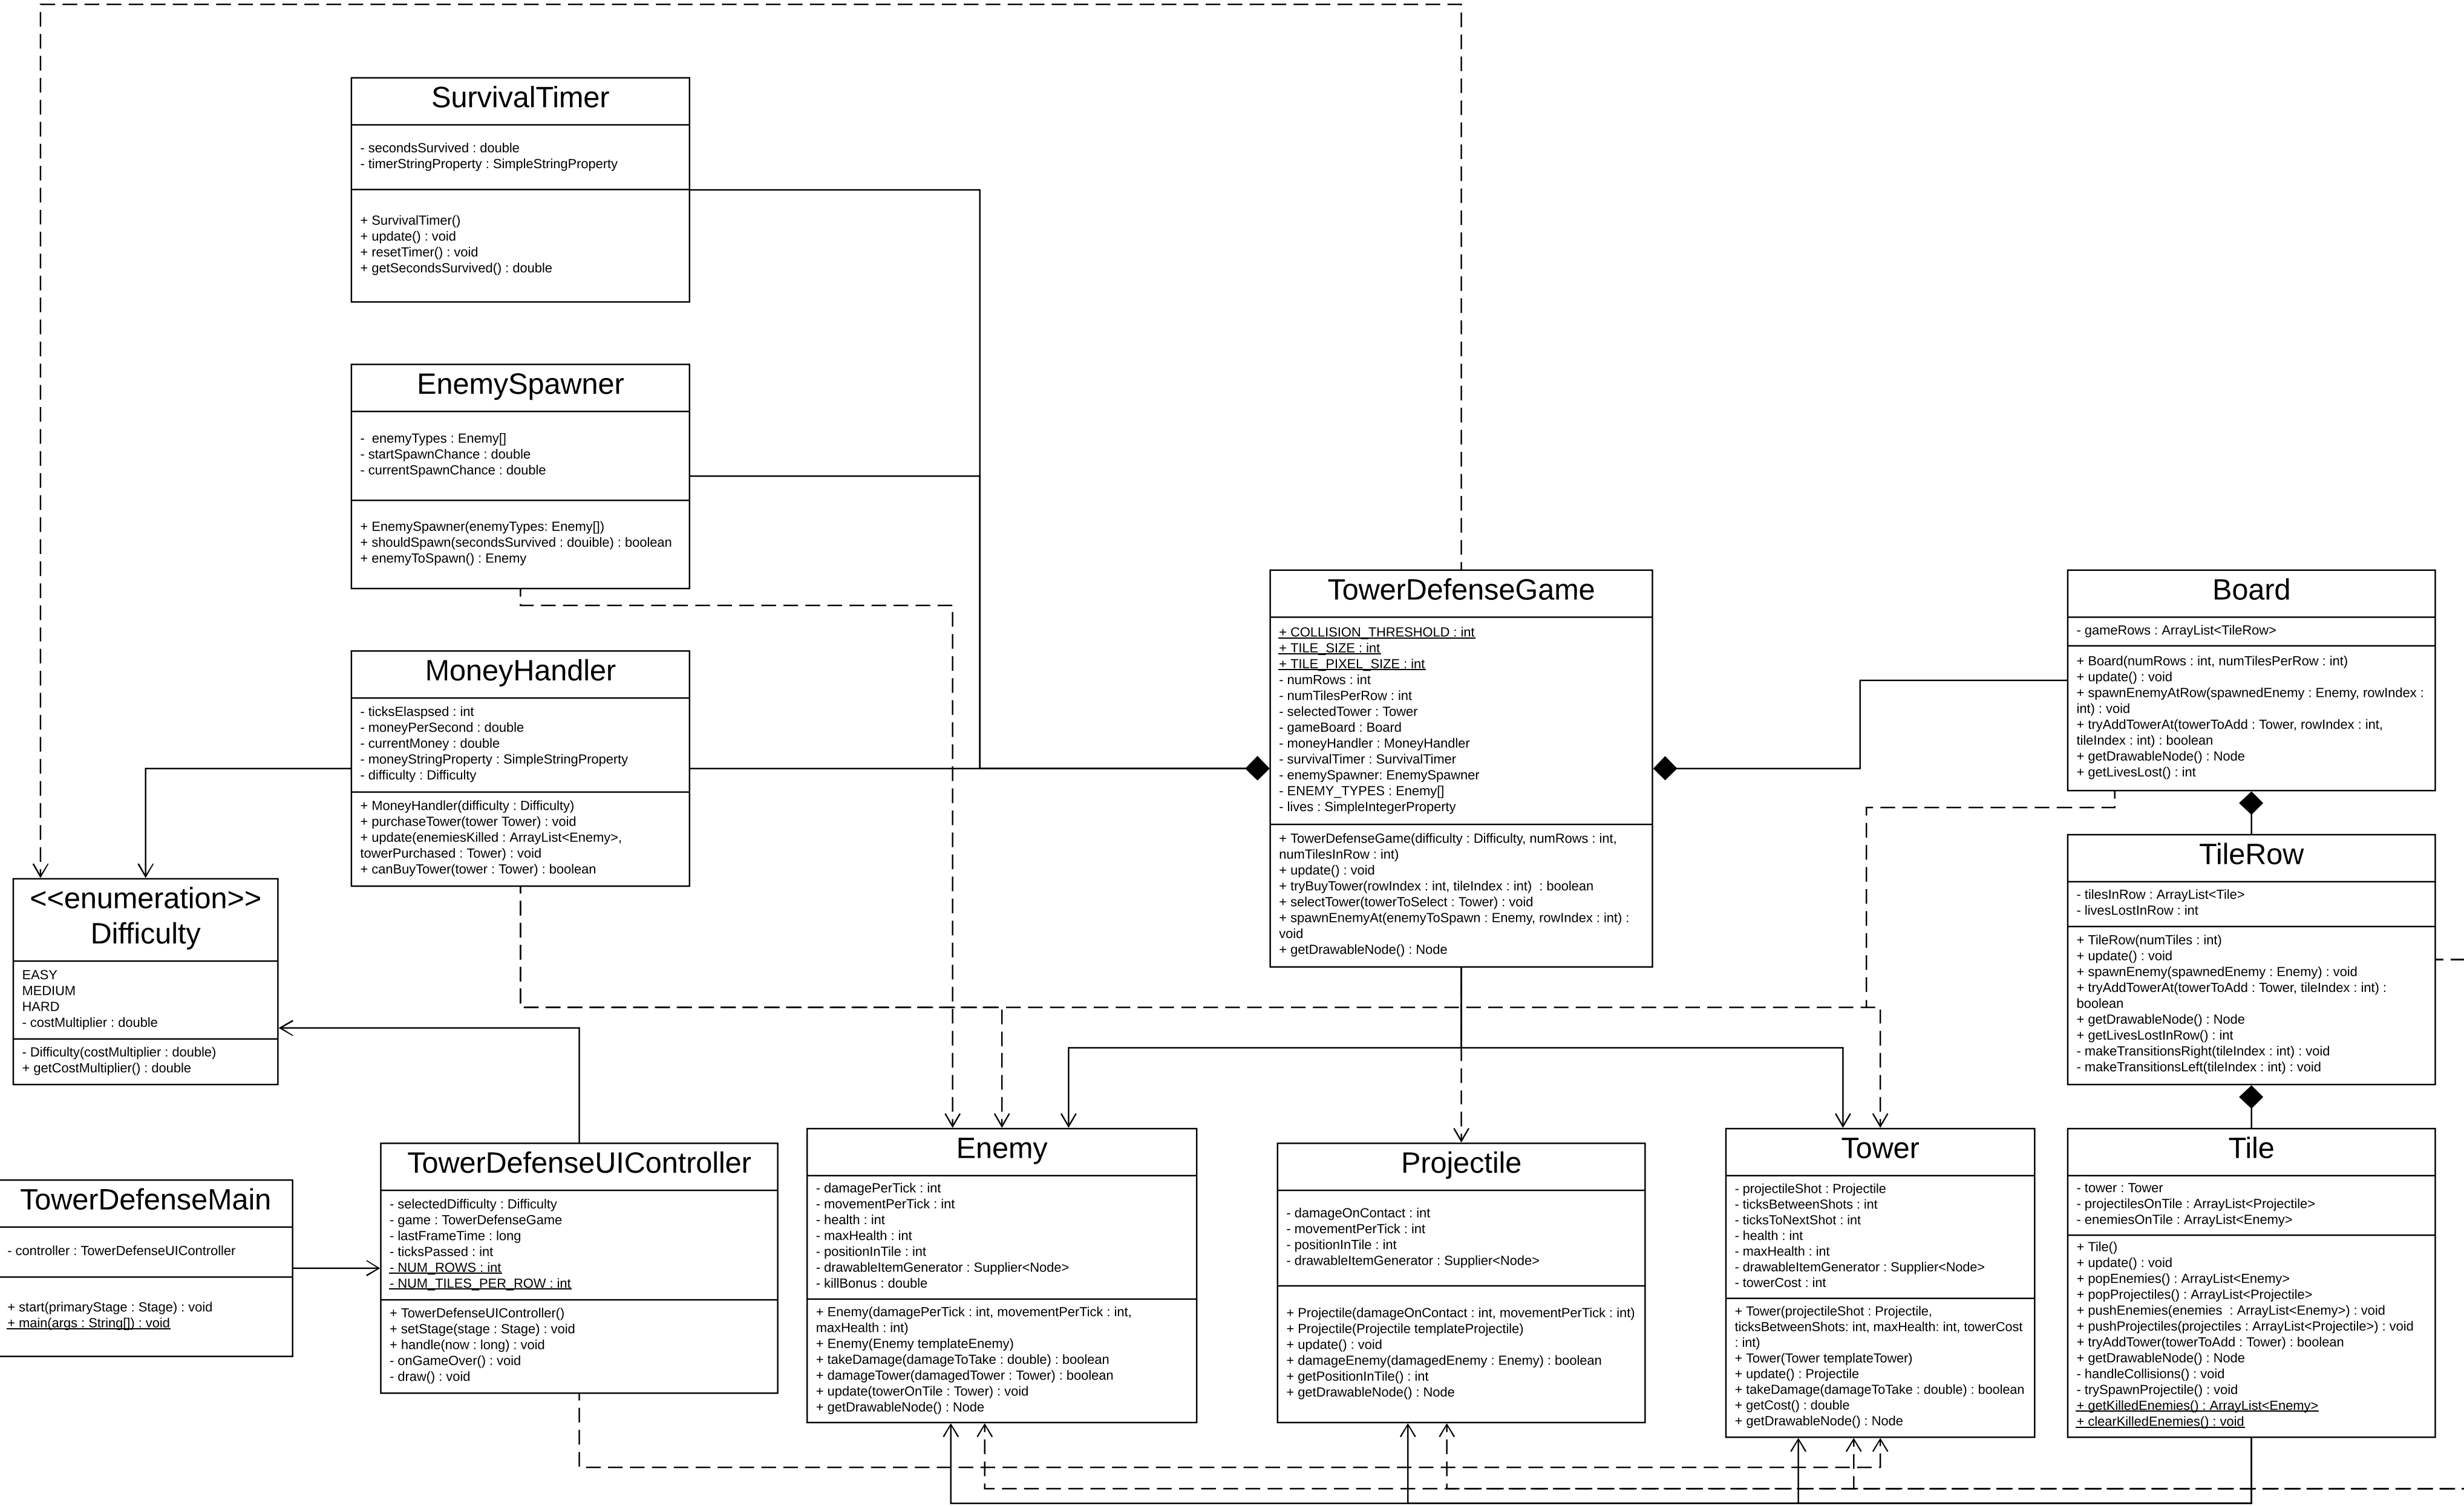 SurvivalTimer
- secondsSurvived : double
- timerStringProperty : SimpleStringProperty
+ SurvivalTimer()
+ update() : void
+ resetTimer() : void
+ getSecondsSurvived() : double
EnemySpawner
-  enemyTypes : Enemy[]
- startSpawnChance : double
- currentSpawnChance : double
+ EnemySpawner(enemyTypes: Enemy[])
+ shouldSpawn(secondsSurvived : douible) : boolean
+ enemyToSpawn() : Enemy
MoneyHandler
- ticksElaspsed : int
- moneyPerSecond : double
- currentMoney : double
- moneyStringProperty : SimpleStringProperty
- difficulty : Difficulty
+ MoneyHandler(difficulty : Difficulty)
+ purchaseTower(tower Tower) : void
+ update(enemiesKilled : ArrayList<Enemy>,
towerPurchased : Tower) : void
+ canBuyTower(tower : Tower) : boolean
TowerDefenseGame
+ COLLISION_THRESHOLD : int
+ TILE_SIZE : int
+ TILE_PIXEL_SIZE : int
- numRows : int
- numTilesPerRow : int
- selectedTower : Tower
- gameBoard : Board
- moneyHandler : MoneyHandler
- survivalTimer : SurvivalTimer
- enemySpawner: EnemySpawner
- ENEMY_TYPES : Enemy[]
- lives : SimpleIntegerProperty
+ TowerDefenseGame(difficulty : Difficulty, numRows : int,
numTilesInRow : int)
+ update() : void
+ tryBuyTower(rowIndex : int, tileIndex : int)  : boolean
+ selectTower(towerToSelect : Tower) : void
+ spawnEnemyAt(enemyToSpawn : Enemy, rowIndex : int) :
void
+ getDrawableNode() : Node
Board
- gameRows : ArrayList<TileRow>
+ Board(numRows : int, numTilesPerRow : int)
+ update() : void
+ spawnEnemyAtRow(spawnedEnemy : Enemy, rowIndex :
int) : void
+ tryAddTowerAt(towerToAdd : Tower, rowIndex : int,
tileIndex : int) : boolean
+ getDrawableNode() : Node
+ getLivesLost() : int
TileRow
- tilesInRow : ArrayList<Tile>
- livesLostInRow : int
+ TileRow(numTiles : int)
+ update() : void
+ spawnEnemy(spawnedEnemy : Enemy) : void
+ tryAddTowerAt(towerToAdd : Tower, tileIndex : int) :
boolean
+ getDrawableNode() : Node
+ getLivesLostInRow() : int
- makeTransitionsRight(tileIndex : int) : void
- makeTransitionsLeft(tileIndex : int) : void
<<enumeration>>
Difficulty
EASY
MEDIUM
HARD
- costMultiplier : double
- Difficulty(costMultiplier : double)
+ getCostMultiplier() : double
TowerDefenseMain
- controller : TowerDefenseUIController
+ start(primaryStage : Stage) : void
+ main(args : String[]) : void
TowerDefenseUIController
- selectedDifficulty : Difficulty
- game : TowerDefenseGame
- lastFrameTime : long
- ticksPassed : int
- NUM_ROWS : int
- NUM_TILES_PER_ROW : int
+ TowerDefenseUIController()
+ setStage(stage : Stage) : void
+ handle(now : long) : void
- onGameOver() : void
- draw() : void
Enemy
- damagePerTick : int
- movementPerTick : int
- health : int
- maxHealth : int
- positionInTile : int
- drawableItemGenerator : Supplier<Node>
- killBonus : double
+ Enemy(damagePerTick : int, movementPerTick : int,
maxHealth : int)
+ Enemy(Enemy templateEnemy)
+ takeDamage(damageToTake : double) : boolean
+ damageTower(damagedTower : Tower) : boolean
+ update(towerOnTile : Tower) : void
+ getDrawableNode() : Node
Projectile
- damageOnContact : int
- movementPerTick : int
- positionInTile : int
- drawableItemGenerator : Supplier<Node>
+ Projectile(damageOnContact : int, movementPerTick : int)
+ Projectile(Projectile templateProjectile)
+ update() : void
+ damageEnemy(damagedEnemy : Enemy) : boolean
+ getPositionInTile() : int
+ getDrawableNode() : Node
Tower
- projectileShot : Projectile
- ticksBetweenShots : int
- ticksToNextShot : int
- health : int
- maxHealth : int
- drawableItemGenerator : Supplier<Node>
- towerCost : int
+ Tower(projectileShot : Projectile,
ticksBetweenShots: int, maxHealth: int, towerCost
: int)
+ Tower(Tower templateTower)
+ update() : Projectile
+ takeDamage(damageToTake : double) : boolean
+ getCost() : double
+ getDrawableNode() : Node
Tile
- tower : Tower
- projectilesOnTile : ArrayList<Projectile>
- enemiesOnTile : ArrayList<Enemy>
+ Tile()
+ update() : void
+ popEnemies() : ArrayList<Enemy>
+ popProjectiles() : ArrayList<Projectile>
+ pushEnemies(enemies  : ArrayList<Enemy>) : void
+ pushProjectiles(projectiles : ArrayList<Projectile>) : void
+ tryAddTower(towerToAdd : Tower) : boolean
+ getDrawableNode() : Node
- handleCollisions() : void
- trySpawnProjectile() : void
+ getKilledEnemies() : ArrayList<Enemy>
+ clearKilledEnemies() : void